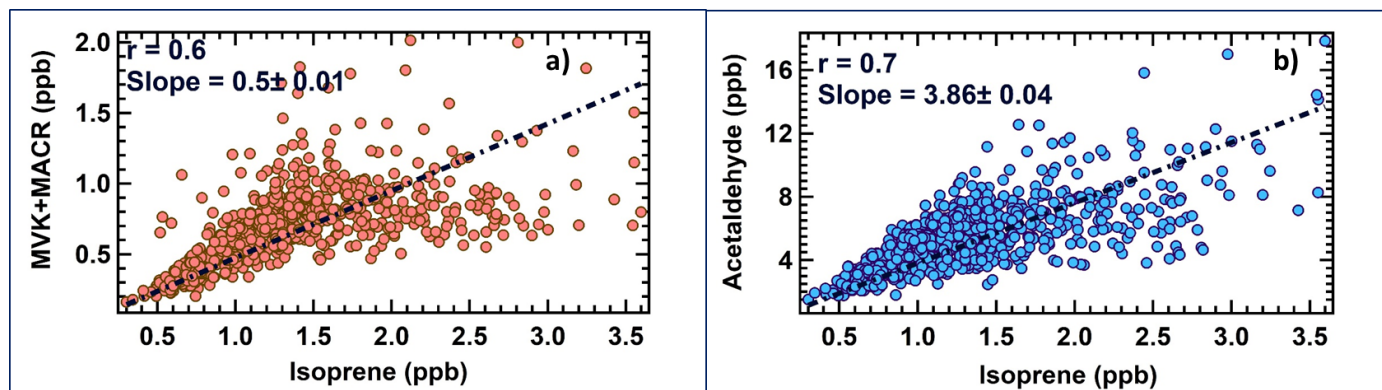 r = 0.6
Slope = 0.5± 0.01
a)
MVK+MACR (ppb)
2.0
1.5
1.0
0.5
0.5 1.0 1.5 2.0 2.5 3.0 3.5
Isoprene (ppb)
r = 0.7
Slope = 3.86± 0.04
b)
Acetaldehyde (ppb)
16
12
8
4
0.5 1.0 1.5 2.0 2.5 3.0 3.5
Isoprene (ppb)